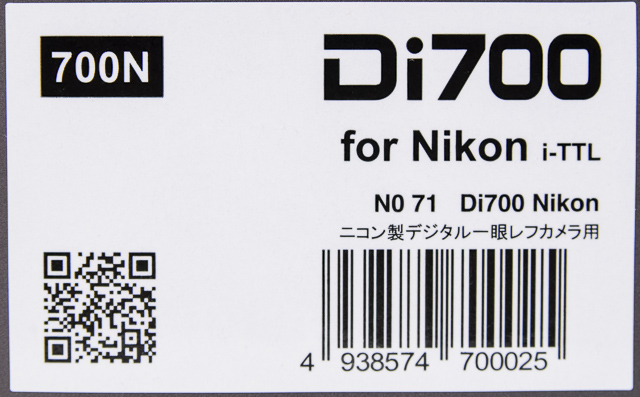 700N
Di700
for Nikon i-TTL
N0 71 Di700 Nikon
ニコン製デジタル一眼レフカメラ用
4 938574 700025